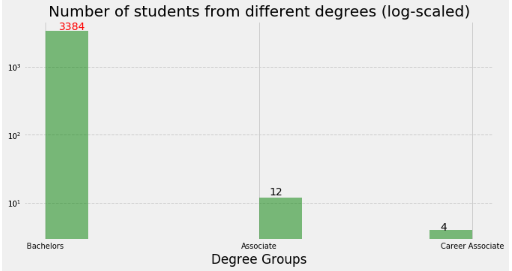 Number of students from different degrees (log-scaled)
3384
10³
10²
12
10¹
4
Bachelors Associate Career Associate
Degree Groups